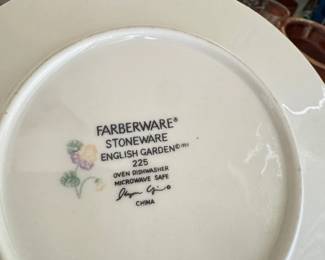 FARBERWARE®
STONEWARE
ENGLISH GARDEN©
225
OVEN DISHWASHER
MICROWAVE SAFE
CHINA